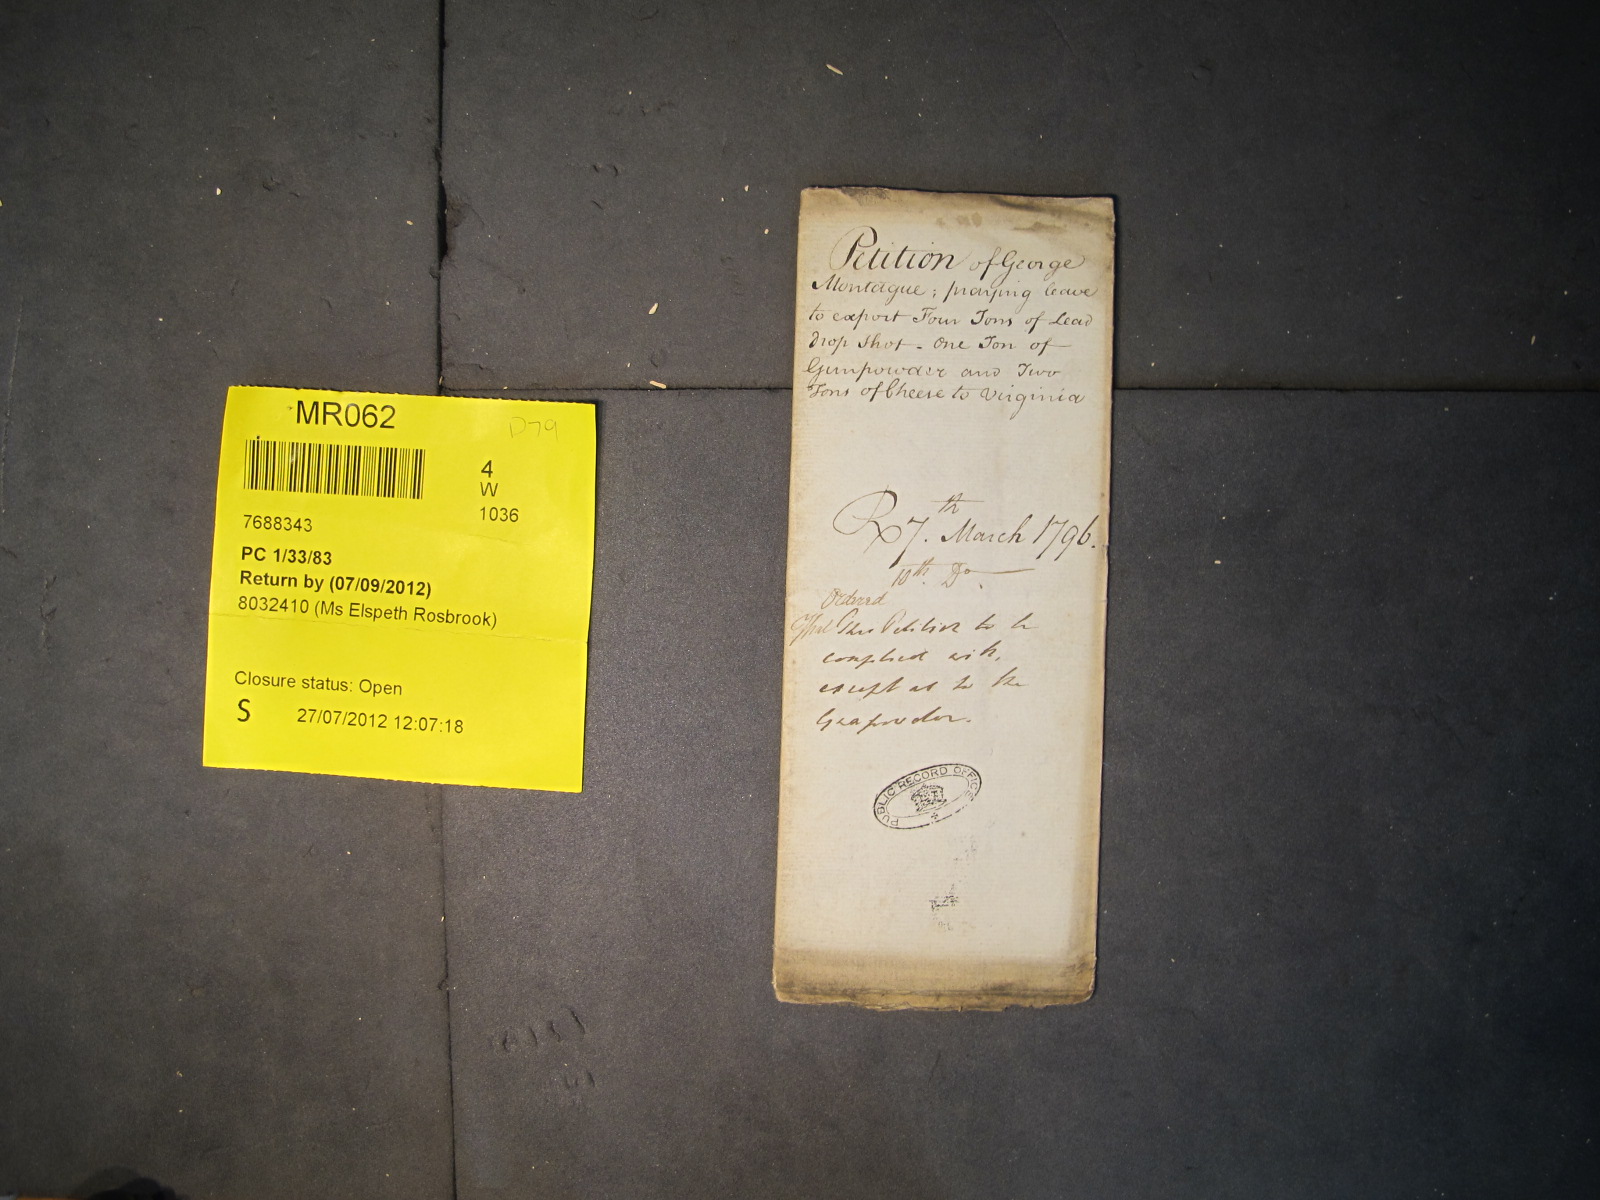 MR062
D79
4
W
1036
7688343
PC 1/33/83
Return by (07/09/2012)
8032410 (Ms Elspeth Rosbrook)
Closure status: Open
S
27/07/2012 12:07:18
Petition of George
Montague; praying leave
to export Four Tons of Lead
drop Shot - One Ton of
Gunpowder and Two
Tons of Cheese to Virginia
R 7.th March 1796.
10th. Do.
Ordered
This Petition to be
complied with,
except as to the
Gunpowder.
PUBLIC RECORD OFFICE